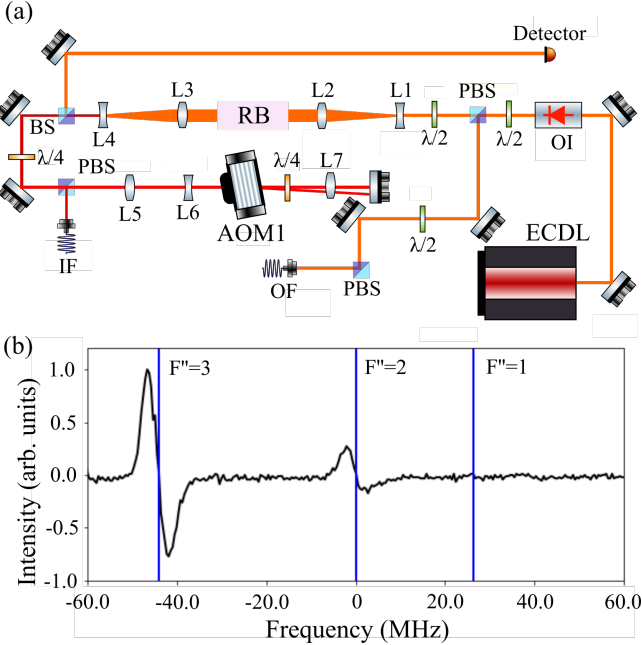 (a)
Detector
L3
L2
PBS
BS
L4
RB
L1
λ/2
λ/2
OI
λ/4
PBS
λ/4
L7
L5
L6
AOM1
λ/2
ECDL
IF
OF
PBS
(b)
Intensity (arb. units)
1.0
0.5
0.0
-0.5
-1.0
F"=3
F"=2
F"=1
-60.0
-40.0
-20.0
0
20.0
40.0
60.0
Frequency (MHz)